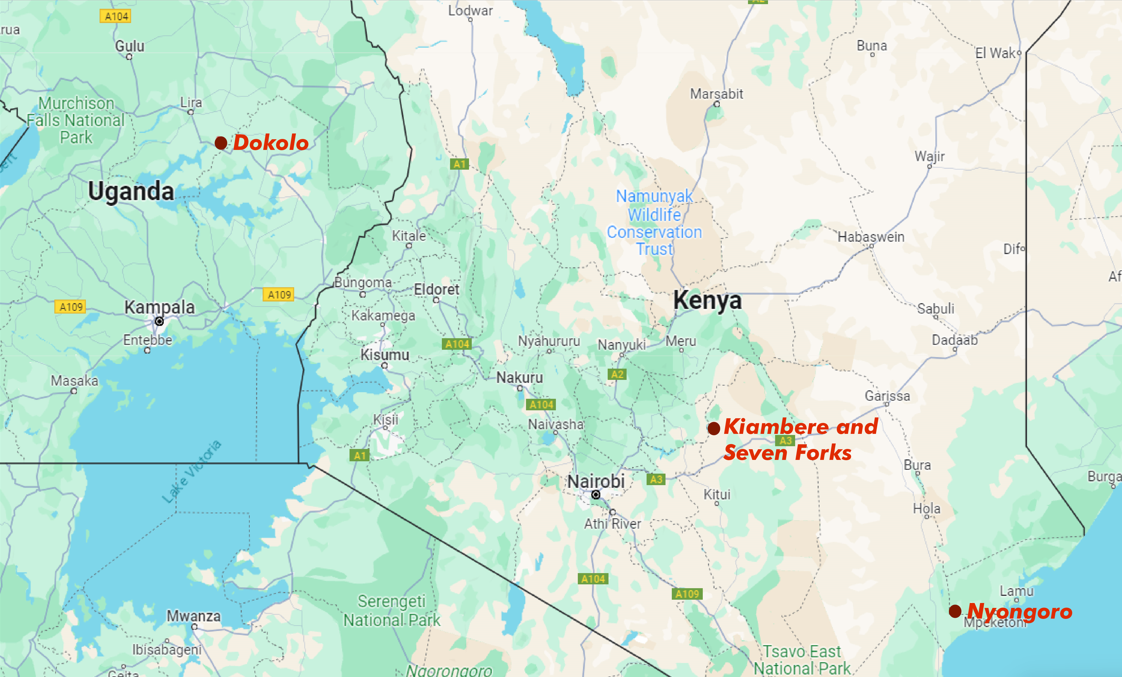 A104
Lodwar
A2
Gulu
Buna
El Wak
rua
Marsabit
Murchison
Falls National
Park
Lira
Dokolo
A1
Wajir
Uganda
Namunyak
Wildlife
Conservation
Trust
Kitale
Habaswein
Dif
Af
Bungoma
Eldoret
A109
A109
Kampala
Kenya
Kakamega
Sabuli
Entebbe
Kisumu
A104
Nyahururu
Nanyuki
Meru
Dadaab
Masaka
Nakuru
A2
Garissa
A104
Kisii
Naivasha
Kiambere and
Seven Forks
A3
A1
Lake Victoria
Nairobi
A3
Bura
Burga
Kitui
Hola
Athi River
A104
A109
Lamu
Serengeti
National Park
Nyongoro
Mpeketoni
Mwanza
Ibisabageni
Tsavo East
National Park
Geita
Ngorongoro